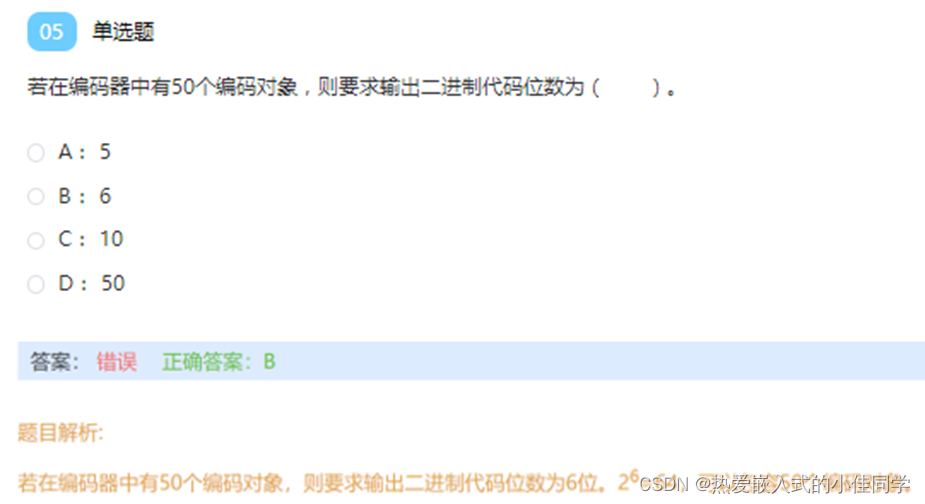 05 单选题
若在编码器中有50个编码对象，则要求输出二进制代码位数为（ ）。
A： 5
B： 6
C： 10
D： 50
答案： 错误 正确答案：B
题目解析:
若在编码器中有50个编码对象，则要求输出二进制代码位数为6位。2^6
CSDN @热爱嵌入式的小佳同学